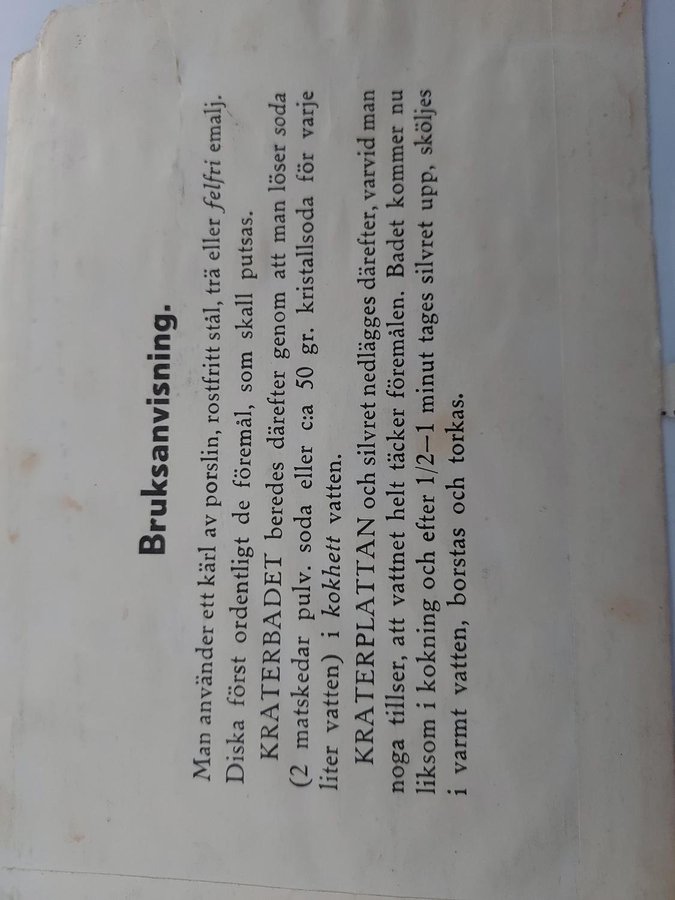 Bruksanvisning.
Man använder ett kärl av porslin, rostfritt stål, trä eller felfri emalj.
Diska först ordentligt de föremål, som skall putsas.
KRATERBADET beredes därefter genom att man löser soda
(2 matskedar pulv. soda eller c:a 50 gr. kristallsoda för varje
liter vatten) i kokhett vatten.
KRATERPLATTAN och silvret nedlägges därefter, varvid man
noga tillser, att vattnet helt täcker föremålen. Badet kommer nu
liksom i kokning och efter 1/2—1 minut tages silvret upp, sköljes
i varmt vatten, borstas och torkas.